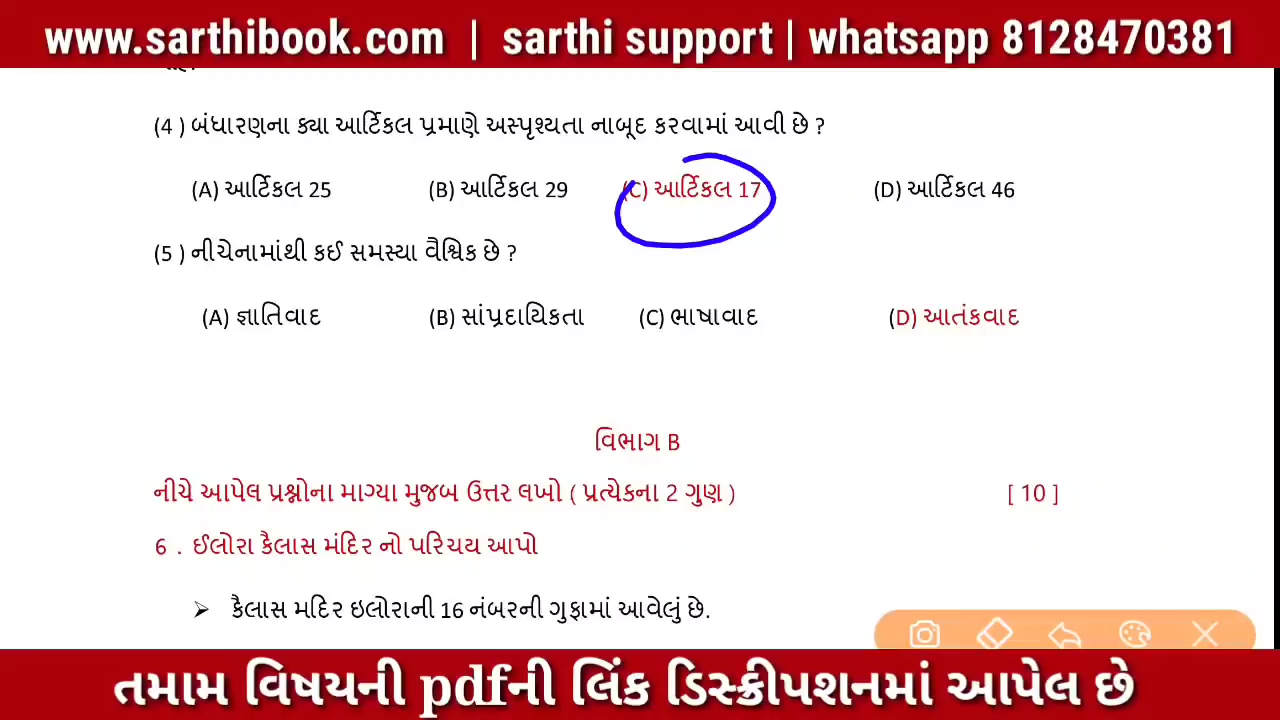 www.sarthibook.com | sarthi support | whatsapp 8128470381
(4 ) બંધારણના ક્યા આર્ટિકલ પ્રમાણે અસ્પૃશ્યતા નાબૂદ કરવામાં આવી છે ?
(A) આર્ટિકલ 25 (B) આર્ટિકલ 29 (C) આર્ટિકલ 17 (D) આર્ટિકલ 46
(5 ) નીચેનામાંથી કઈ સમસ્યા વૈશ્વિક છે ?
(A) જ્ઞાતિવાદ (B) સાંપ્રદાયિકતા (C) ભાષાવાદ (D) આતંકવાદ
વિભાગ B
નીચે આપેલ પ્રશ્નોના માગ્યા મુજબ ઉત્તર લખો ( પ્રત્યેકના 2 ગુણ ) [ 10 ]
6 . ઈલોરા કૈલાસ મંદિર નો પરિચય આપો
➢ કૈલાસ મદિર ઇલોરાની 16 નંબરની ગુફામાં આવેલું છે.
તમામ વિષયની pdfની લિંક ડિસ્ક્રીપશનમાં આપેલ છે